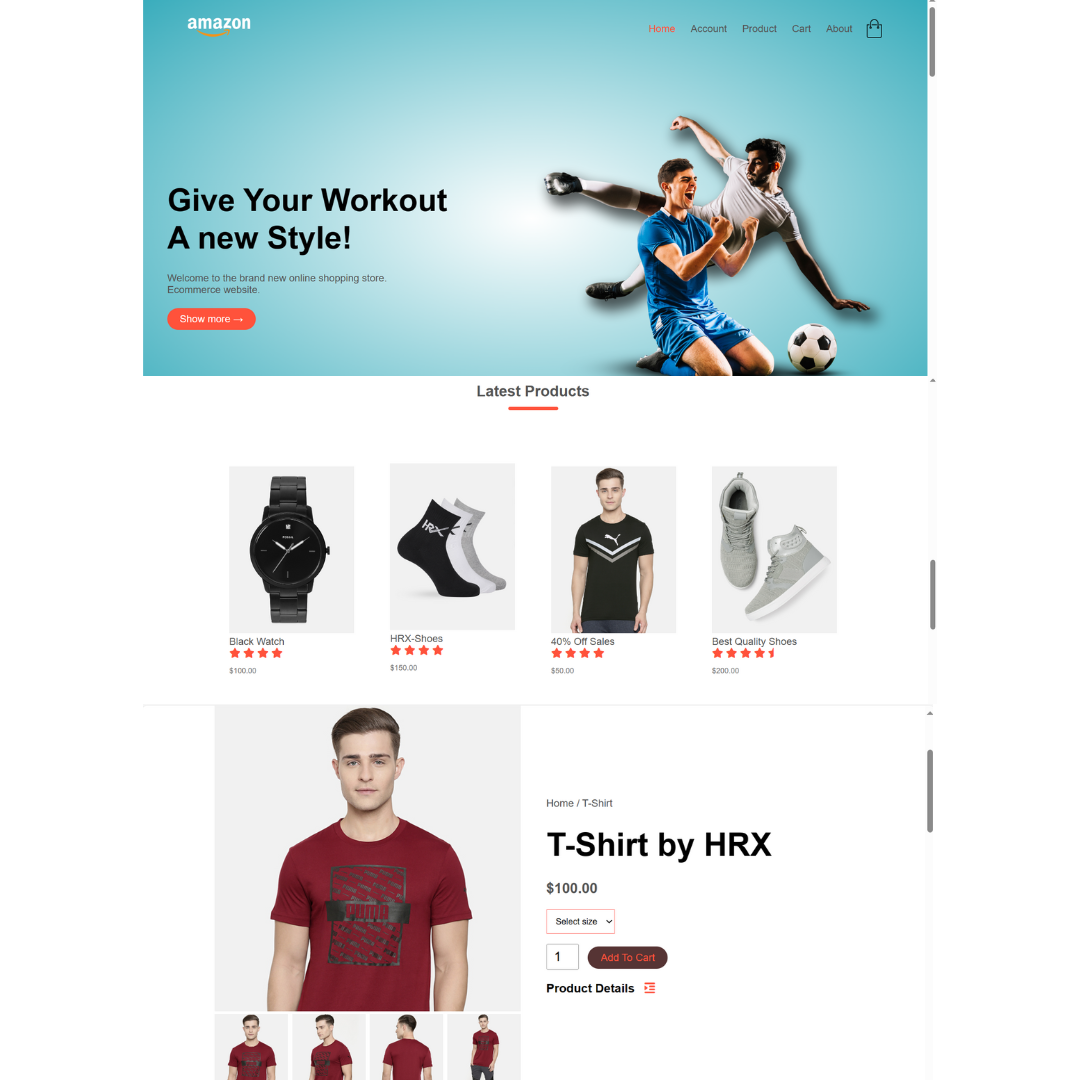 amazon
Home Account Product Cart About
Give Your Workout
A new Style!
Welcome to the brand new online shopping store.
Ecommerce website.
Show more →
Latest Products
HRX
FOSSIL
Black Watch
HRX-Shoes
40% Off Sales
Best Quality Shoes
$100.00
$150.00
$50.00
$200.00
PUMA
Home / T-Shirt
T-Shirt by HRX
$100.00
Select size
1
Add To Cart
Product Details